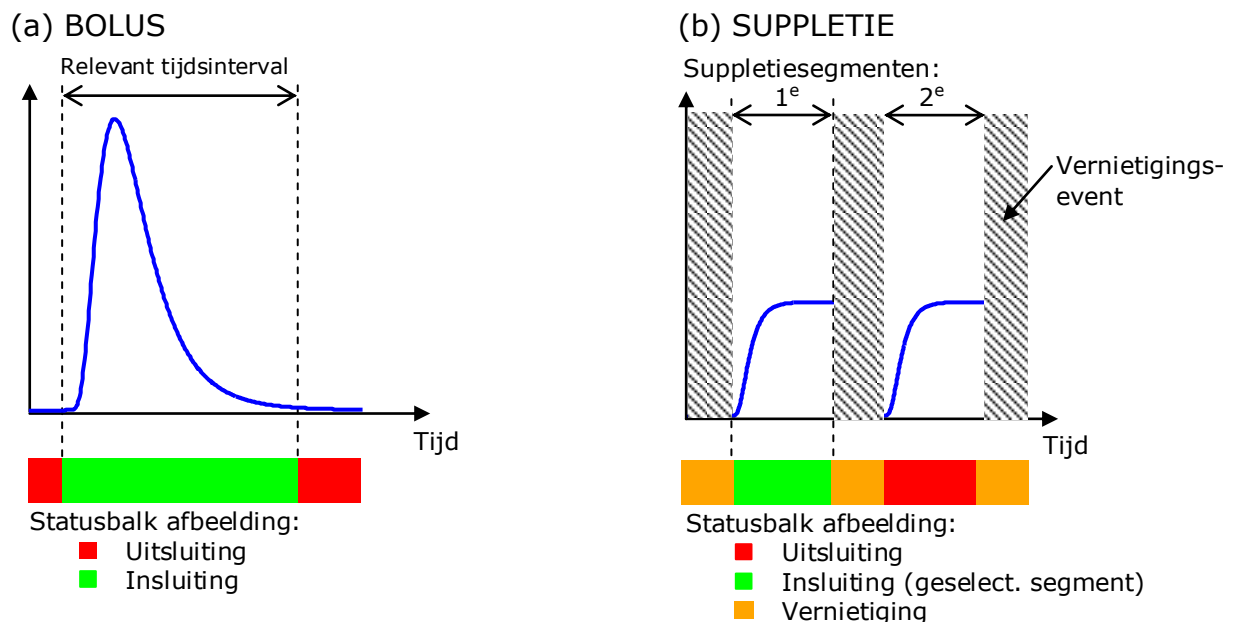 (a) BOLUS
Relevant tijdsinterval
Tijd
Statusbalk afbeelding:
Uitsluiting
Insluiting
(b) SUPPLETIE
Suppletiesegmenten:
1e
2e
Vernietigings-
event
Tijd
Statusbalk afbeelding:
Uitsluiting
Insluiting (geselect. segment)
Vernietiging